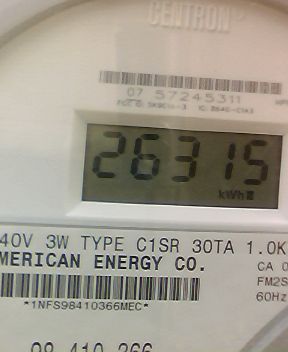 CENTRON
07 57245311
26315
kWh
40V 3W TYPE C1SR 30TA 1.0K
MERICAN ENERGY CO.
CA 0
FM2S
60Hz
*1NFS98410366MEC*
98 410 366